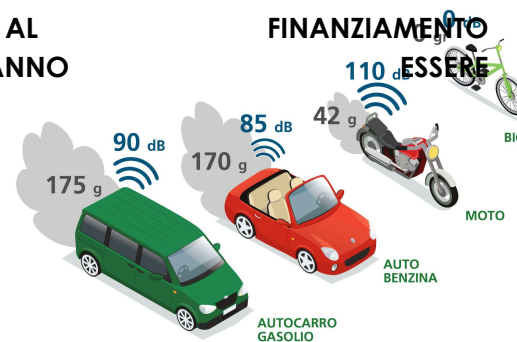 AL
ANNO
FINANZIAMENTO
ESSERE
0 gr
0 dB
110 dB
42 g
85 dB
170 g
90 dB
175 g
MOTO
AUTO
BENZINA
AUTOCARRO
GASOLIO